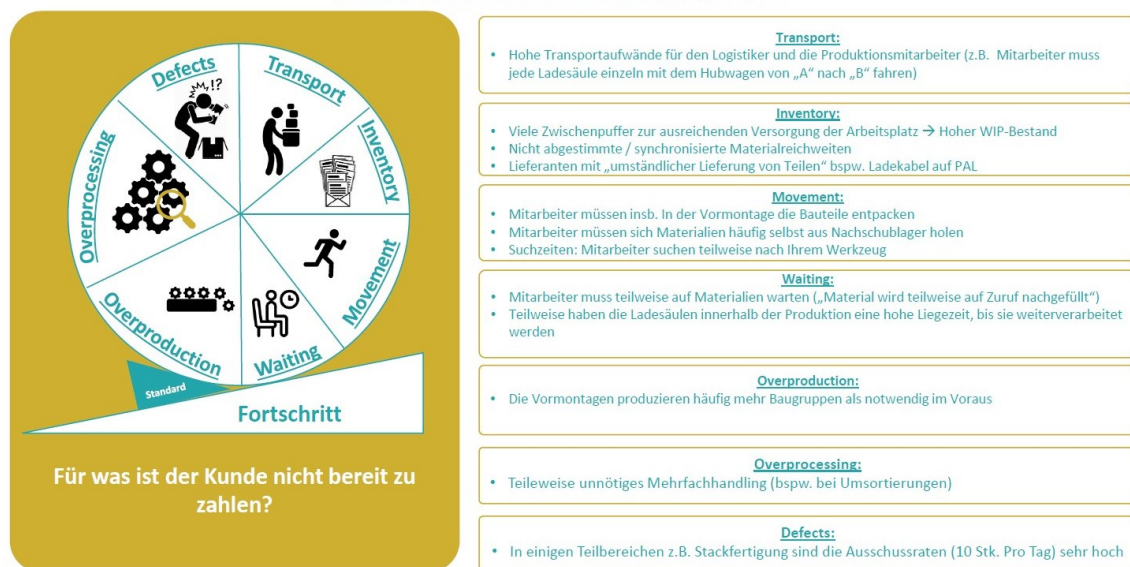 Defects
Transport
Inventory
Movement
Waiting
Overproduction
Overprocessing
!?
Standard
Fortschritt
Für was ist der Kunde nicht bereit zu
zahlen?
Transport:
• Hohe Transportaufwände für den Logistiker und die Produktionsmitarbeiter (z.B. Mitarbeiter muss
jede Ladesäule einzeln mit dem Hubwagen von „A“ nach „B“ fahren)
Inventory:
• Viele Zwischenpuffer zur ausreichenden Versorgung der Arbeitsplatz → Hoher WIP-Bestand
• Nicht abgestimmte / synchronisierte Materialreichweiten
• Lieferanten mit „umständlicher Lieferung von Teilen“ bspw. Ladekabel auf PAL
Movement:
• Mitarbeiter müssen insb. In der Vormontage die Bauteile entpacken
• Mitarbeiter müssen sich Materialien häufig selbst aus Nachschublager holen
• Suchzeiten: Mitarbeiter suchen teilweise nach Ihrem Werkzeug
Waiting:
• Mitarbeiter muss teilweise auf Materialien warten („Material wird teilweise auf Zuruf nachgefüllt“)
• Teilweise haben die Ladesäulen innerhalb der Produktion eine hohe Liegezeit, bis sie weiterverarbeitet
werden
Overproduction:
• Die Vormontagen produzieren häufig mehr Baugruppen als notwendig im Voraus
Overprocessing:
• Teileweise unnötiges Mehrfachhandling (bspw. bei Umsortierungen)
Defects:
• In einigen Teilbereichen z.B. Stackfertigung sind die Ausschussraten (10 Stk. Pro Tag) sehr hoch